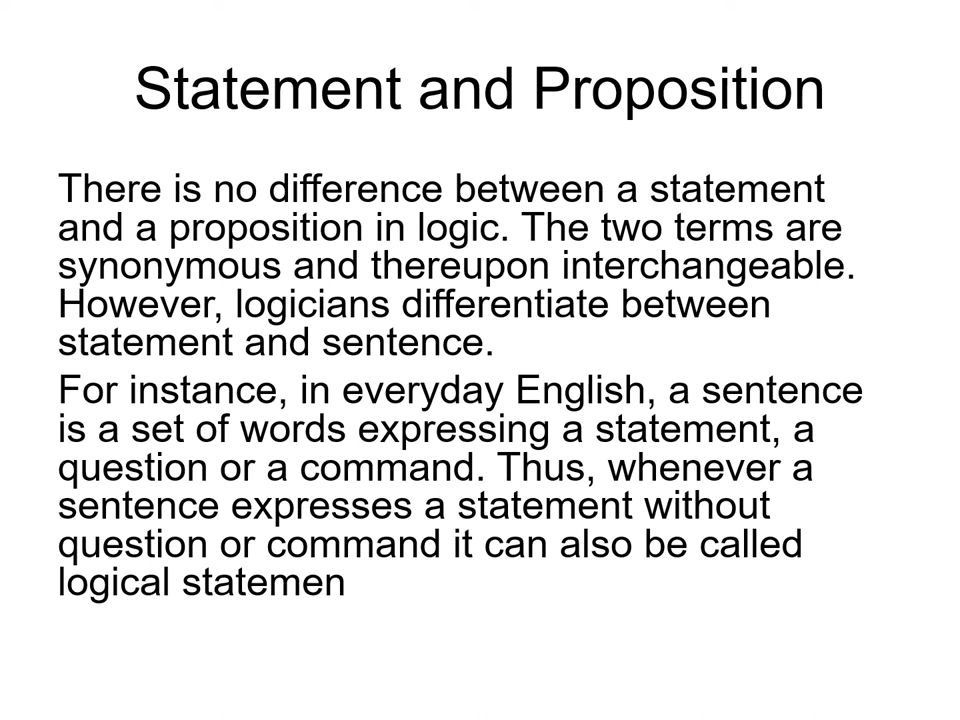 Statement and Proposition
There is no difference between a statement
and a proposition in logic. The two terms are
synonymous and thereupon interchangeable.
However, logicians differentiate between
statement and sentence.
For instance, in everyday English, a sentence
is a set of words expressing a statement, a
question or a command. Thus, whenever a
sentence expresses a statement without
question or command it can also be called
logical statemen